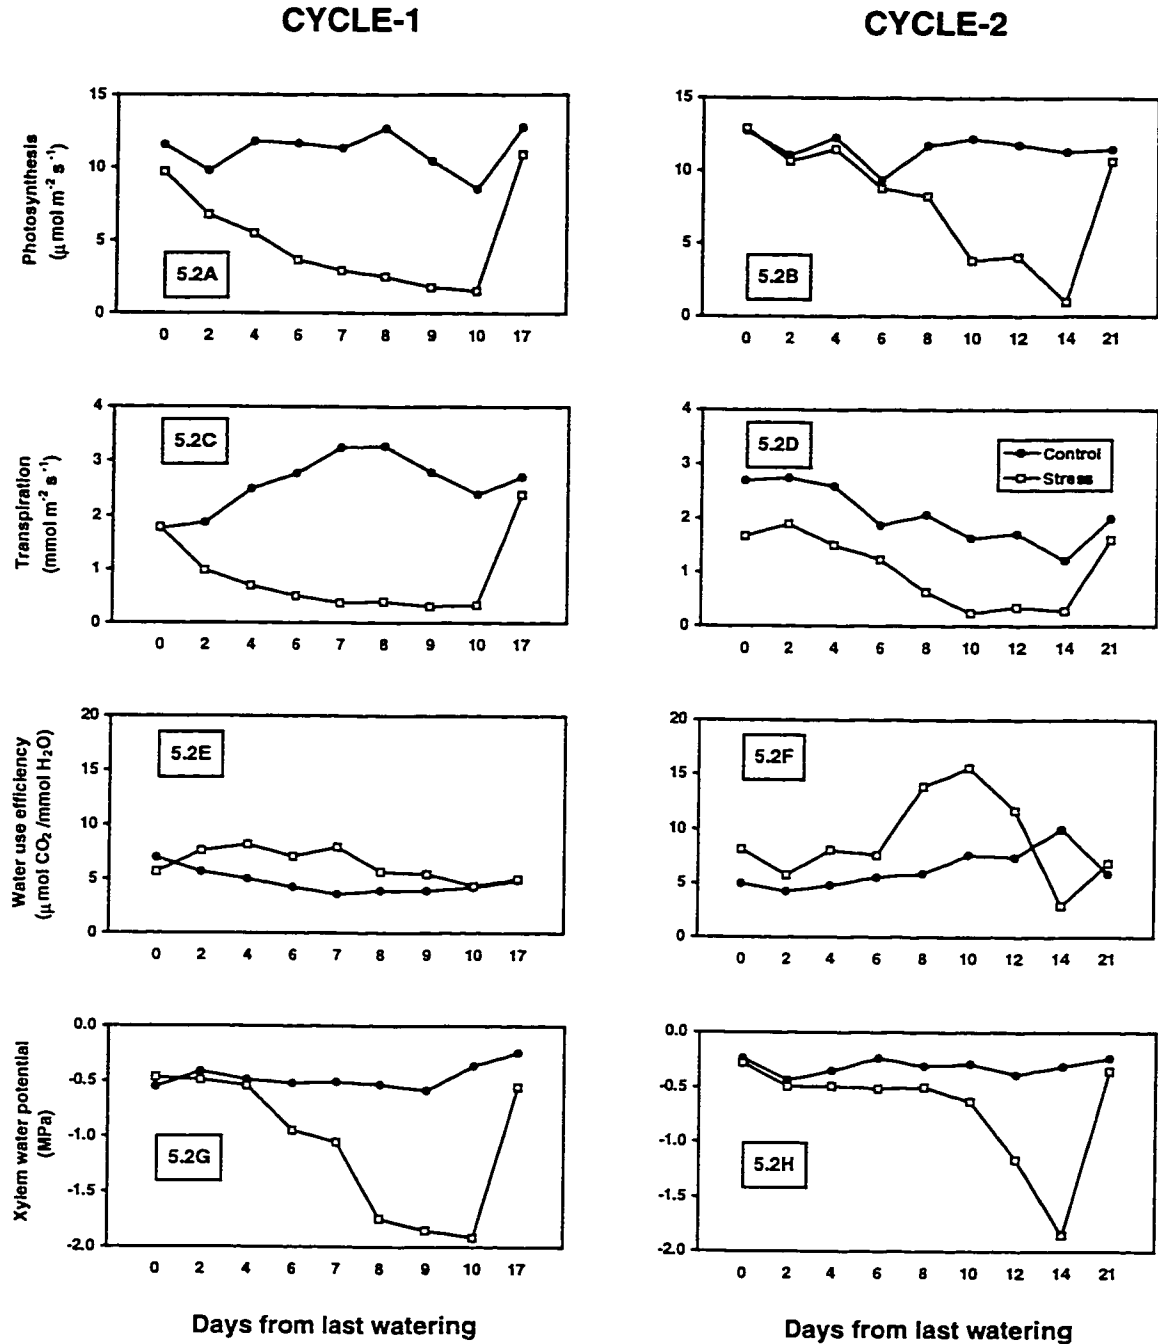 CYCLE-1
CYCLE-2
Photosynthesis
(μmol m⁻² s⁻¹)
15
10
5
0
5.2A
0 2 4 6 7 8 9 10 17
15
10
5
0
5.2B
0 2 4 6 8 10 12 14 21
Transpiration
(mmol m⁻² s⁻¹)
4
3
2
1
0
5.2C
0 2 4 6 7 8 9 10 17
4
3
2
1
0
5.2D
Control
Stress
0 2 4 6 8 10 12 14 21
Water use efficiency
(μmol CO₂ /mmol H₂O)
20
15
10
5
0
5.2E
0 2 4 6 7 8 9 10 17
20
15
10
5
0
5.2F
0 2 4 6 8 10 12 14 21
Xylem water potential
(MPa)
0.0
-0.5
-1.0
-1.5
-2.0
5.2G
0 2 4 6 7 8 9 10 17
0.0
-0.5
-1.0
-1.5
-2.0
5.2H
0 2 4 6 8 10 12 14 21
Days from last watering
Days from last watering